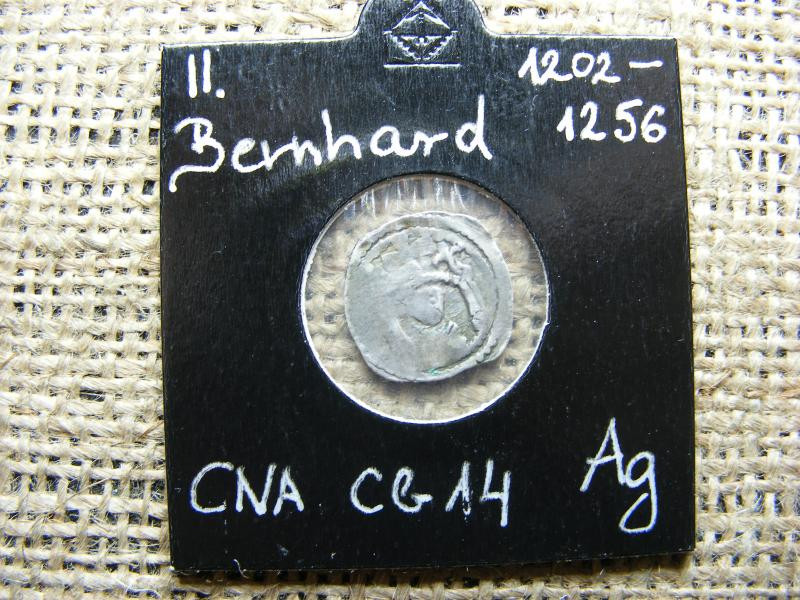 II. 1202-
Bernhard 1256
CNA CG14 Ag